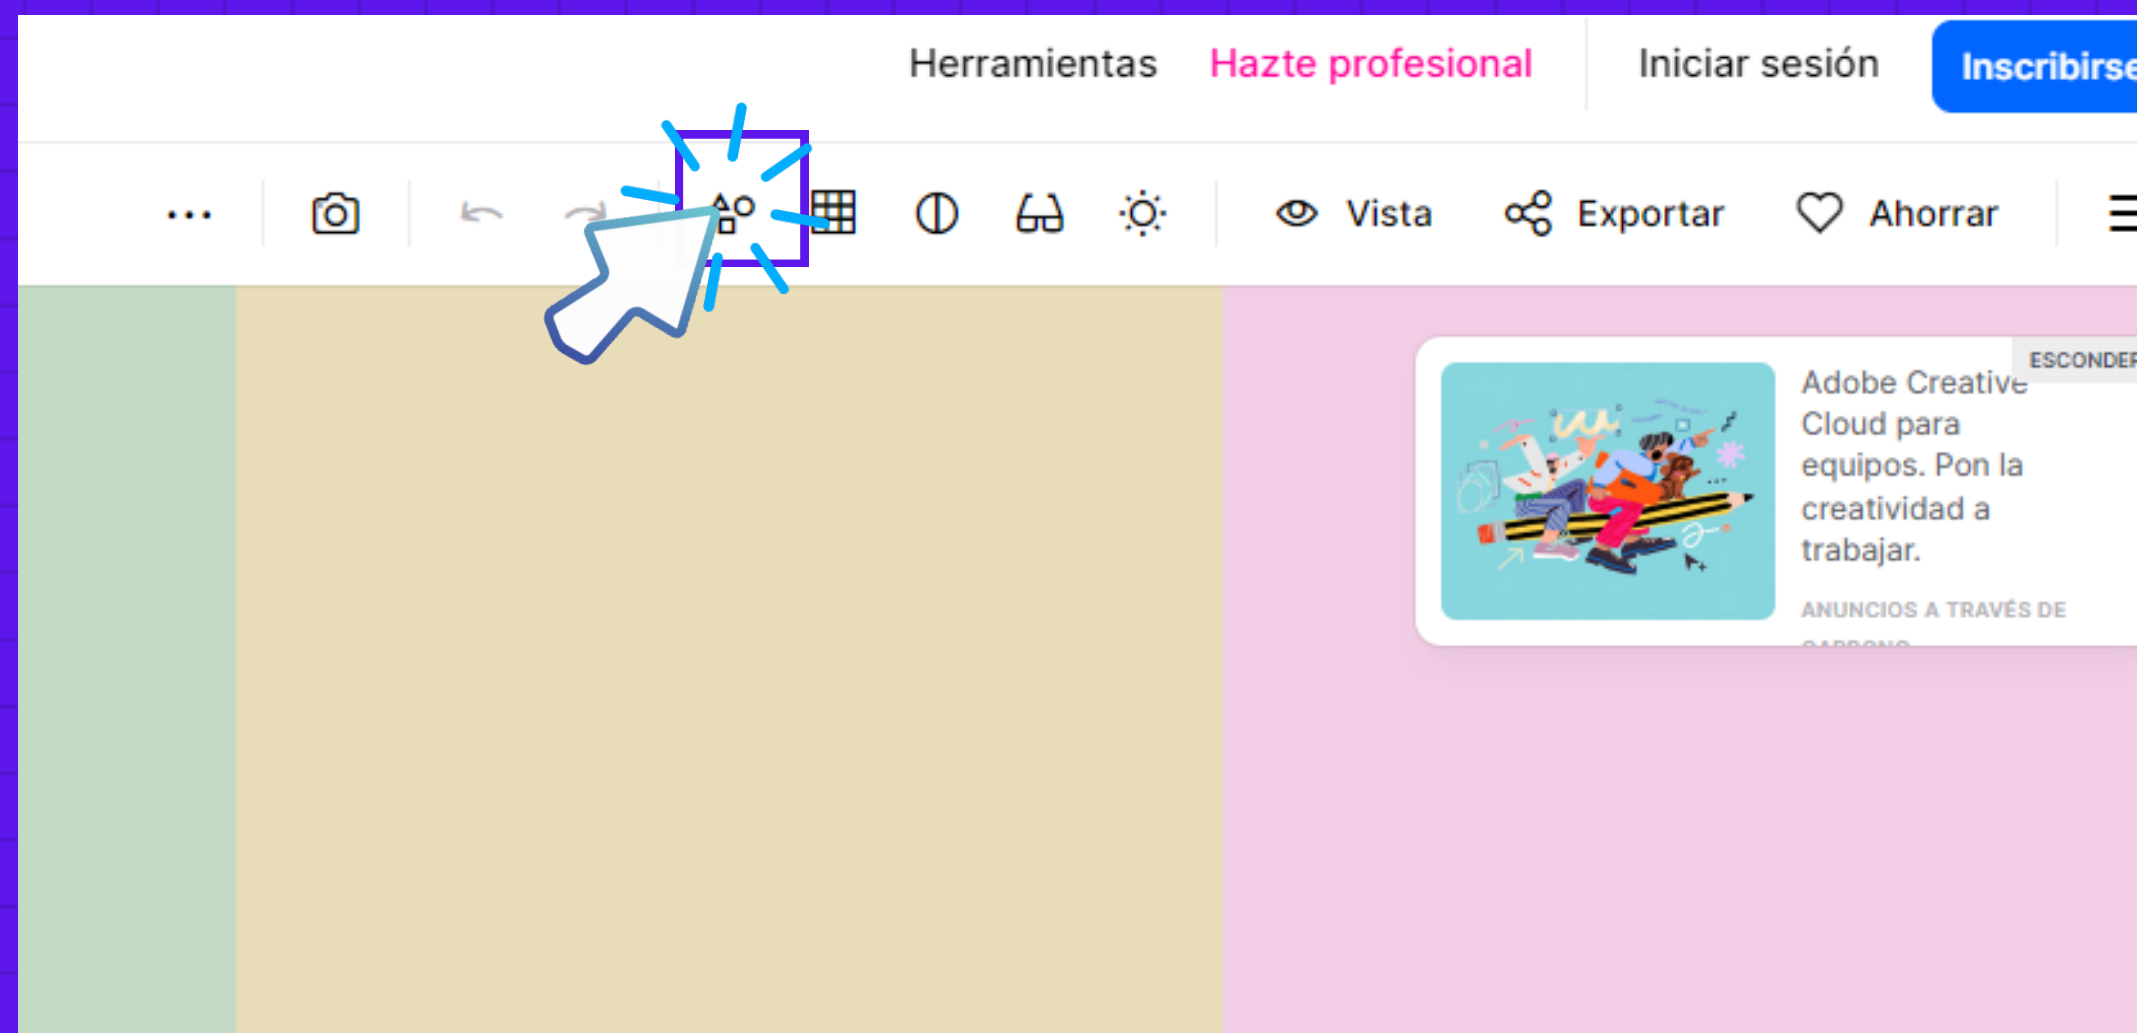 Herramientas Hazte profesional Iniciar sesión Inscribirse
Vista Exportar Ahorrar
ESCONDER
Adobe Creative
Cloud para
equipos. Pon la
creatividad a
trabajar.
ANUNCIOS A TRAVÉS DE